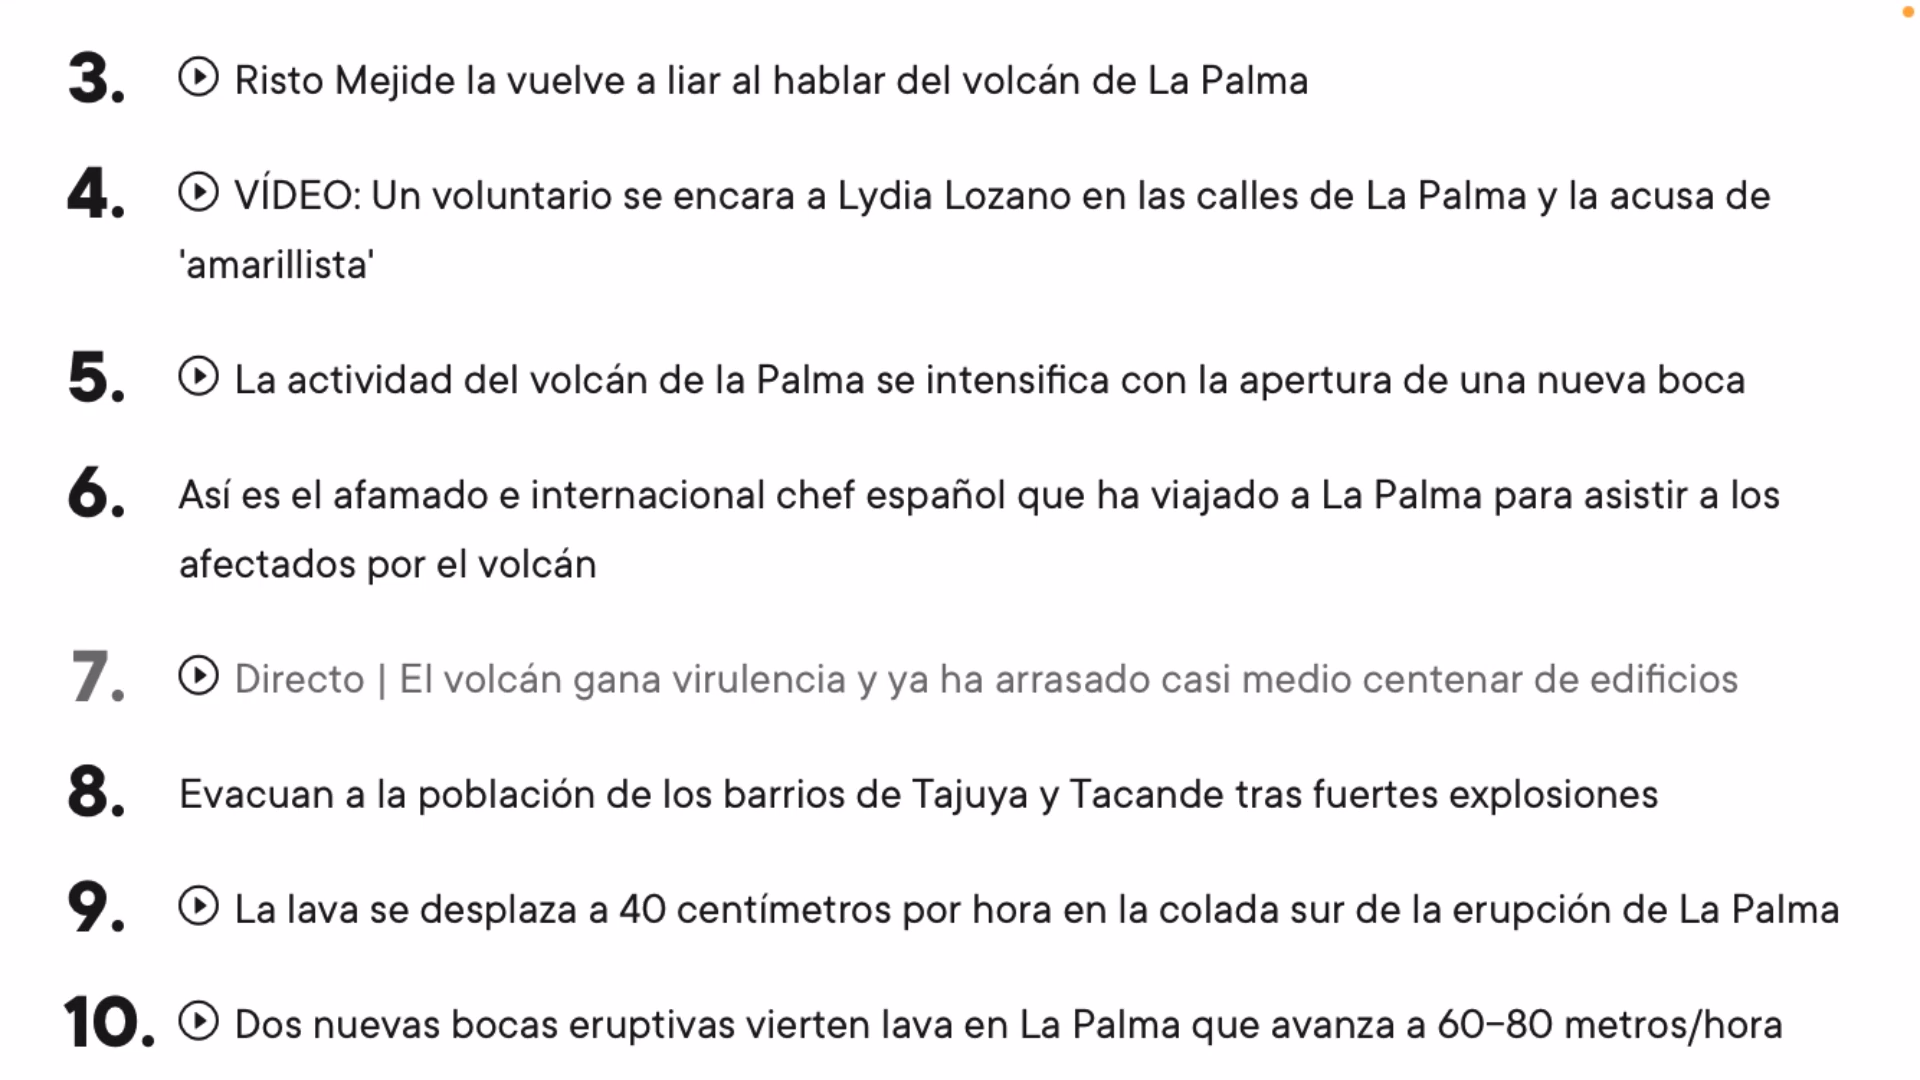 3. Risto Mejide la vuelve a liar al hablar del volcán de La Palma
4. VÍDEO: Un voluntario se encara a Lydia Lozano en las calles de La Palma y la acusa de
'amarillista'
5. La actividad del volcán de la Palma se intensifica con la apertura de una nueva boca
6. Así es el afamado e internacional chef español que ha viajado a La Palma para asistir a los
afectados por el volcán
7. Directo | El volcán gana virulencia y ya ha arrasado casi medio centenar de edificios
8. Evacuan a la población de los barrios de Tajuya y Tacande tras fuertes explosiones
9. La lava se desplaza a 40 centímetros por hora en la colada sur de la erupción de La Palma
10. Dos nuevas bocas eruptivas vierten lava en La Palma que avanza a 60-80 metros/hora